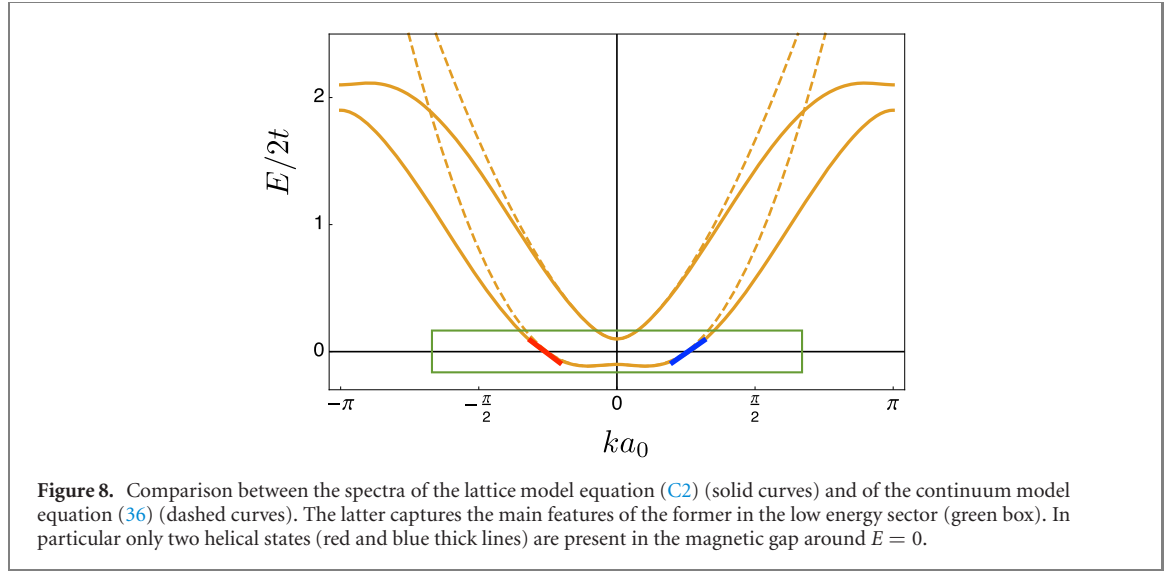 E/2t
2
1
0
−π
−π/2
0
π/2
π
ka₀
Figure 8. Comparison between the spectra of the lattice model equation (C2) (solid curves) and of the continuum model
equation (36) (dashed curves). The latter captures the main features of the former in the low energy sector (green box). In
particular only two helical states (red and blue thick lines) are present in the magnetic gap around E = 0.